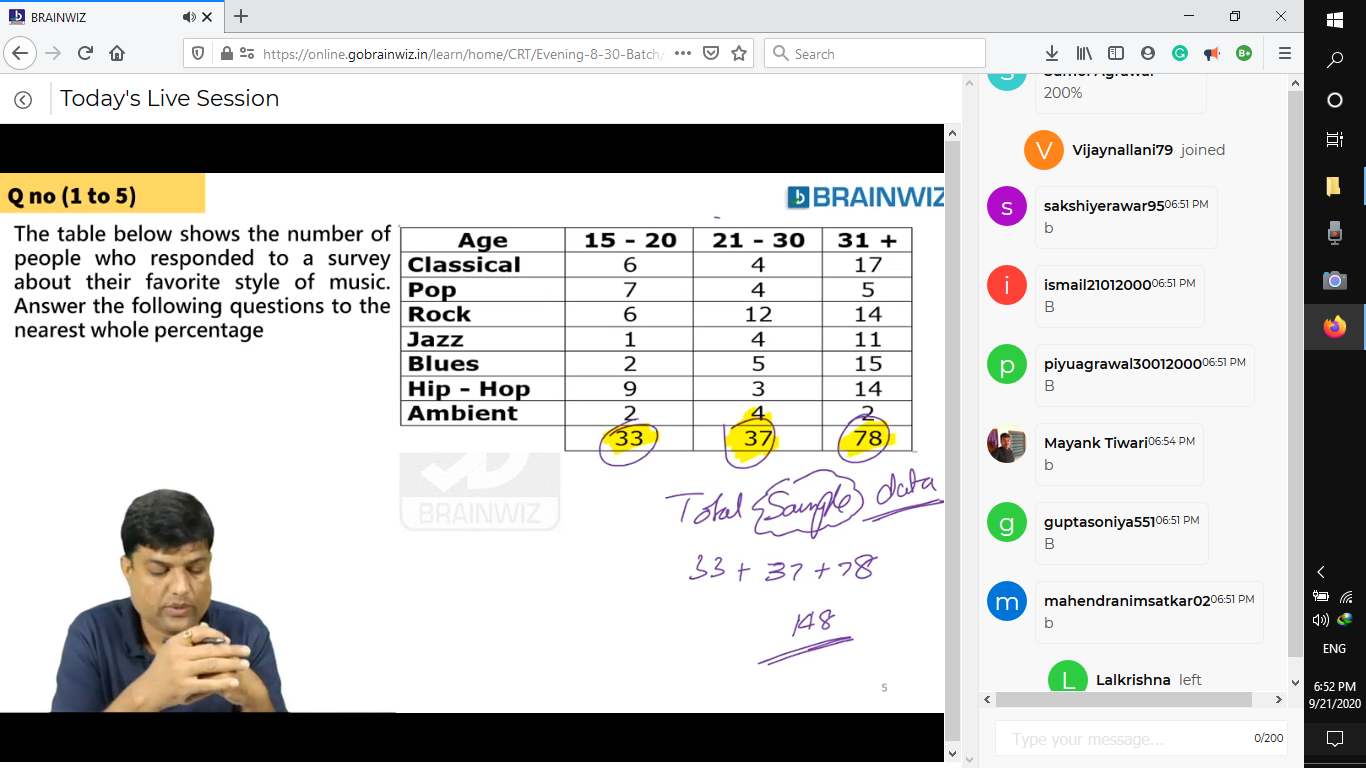 BRAINWIZ
https://online.gobrainwiz.in/learn/home/CRT/Evening-8-30-Batch/
Search
Today's Live Session
Q no (1 to 5)
BRAINWIZ
The table below shows the number of
people who responded to a survey
about their favorite style of music.
Answer the following questions to the
nearest whole percentage
Age 15 - 20 21 - 30 31 +
Classical 6 4 17
Pop 7 4 5
Rock 6 12 14
Jazz 1 4 11
Blues 2 5 15
Hip - Hop 9 3 14
Ambient 2 4 2
33 37 78
BRAINWIZ
Total {Sample} data
33 + 37 + 78
148
5
200%
V
Vijaynallani79 joined
s
sakshiyerawar95 06:51 PM
b
i
ismail21012000 06:51 PM
B
p
piyuagrawal30012000 06:51 PM
B
Mayank Tiwari 06:54 PM
b
g
guptasoniya551 06:51 PM
B
m
mahendranimsatkar02 06:51 PM
b
L
Lalkrishna left
Type your message...
0/200
B+
ENG
6:52 PM
9/21/2020